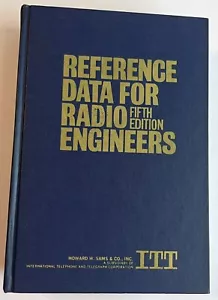 REFERENCE
DATA FOR
RADIO FIFTH EDITION
ENGINEERS
HOWARD W. SAMS & CO., INC.
A SUBSIDIARY OF
INTERNATIONAL TELEPHONE AND TELEGRAPH CORPORATION
ITT